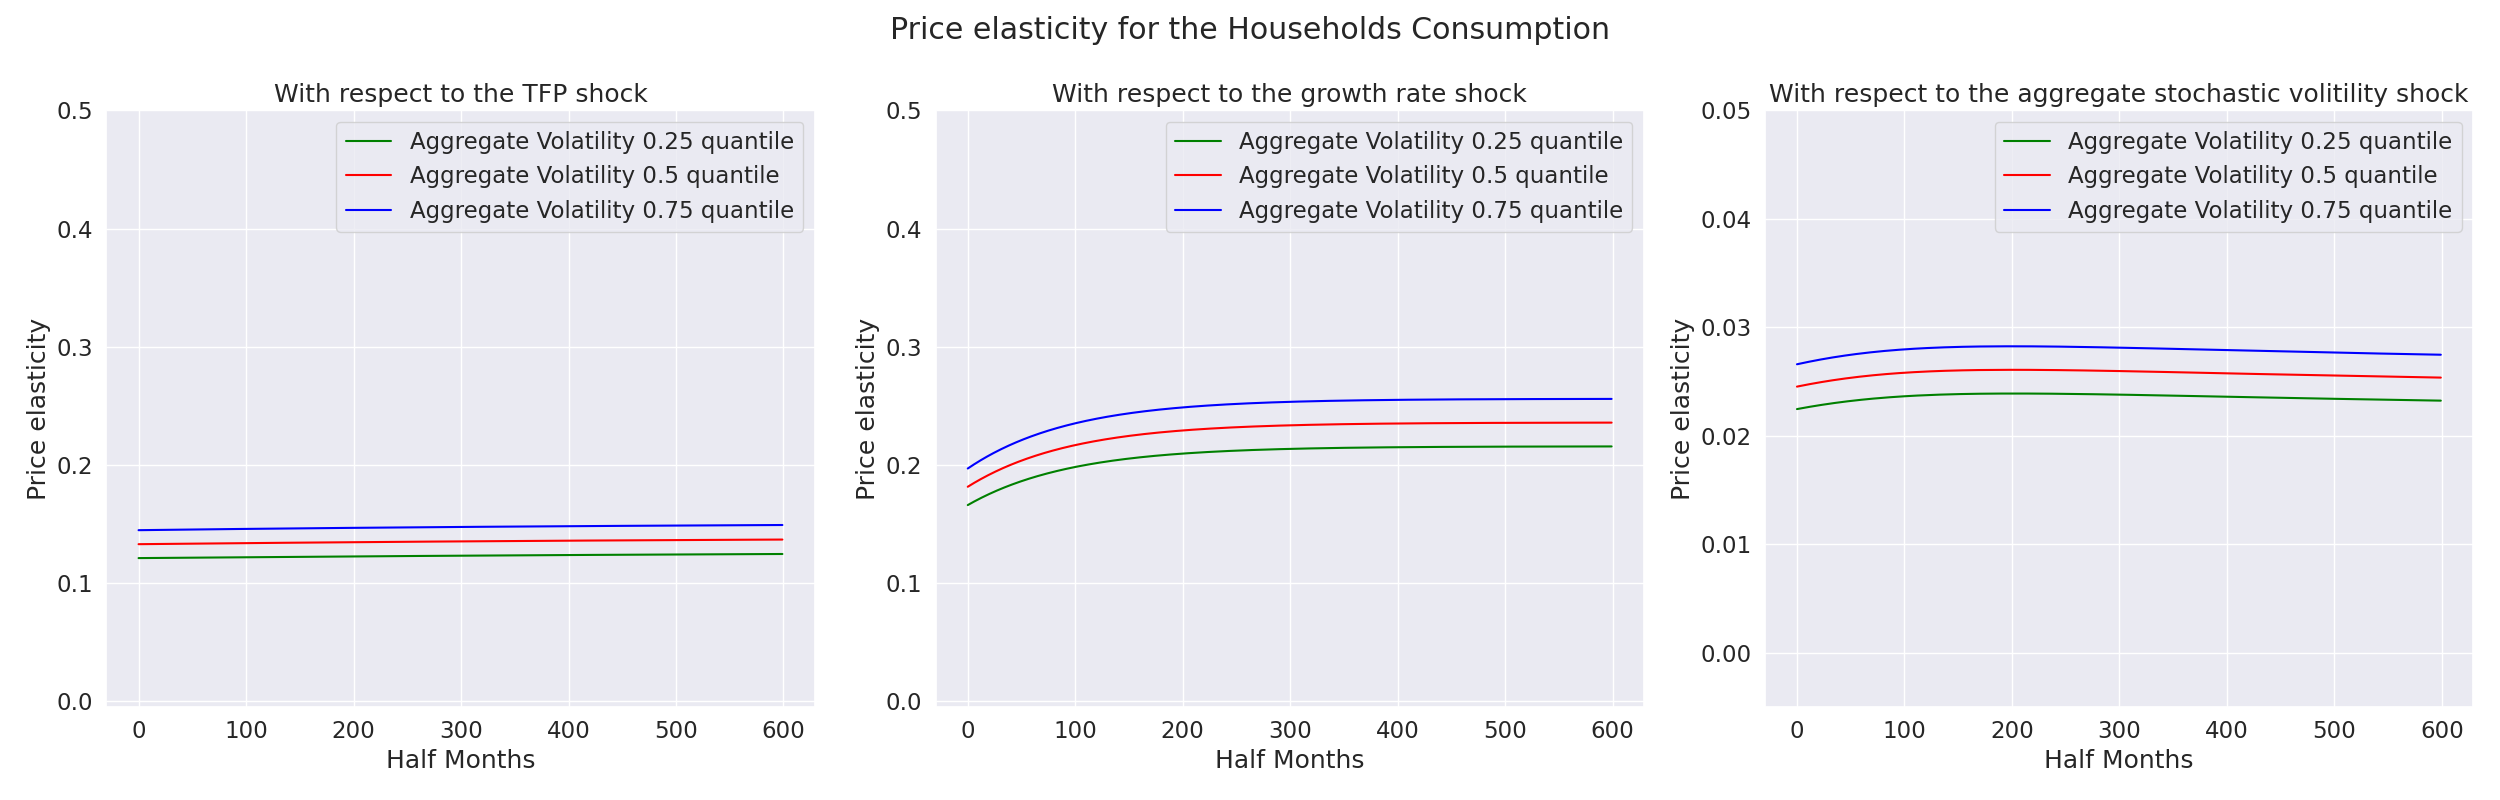 Price elasticity for the Households Consumption
With respect to the TFP shock
0.5
0.4
0.3
0.2
0.1
0.0
Price elasticity
Aggregate Volatility 0.25 quantile
Aggregate Volatility 0.5 quantile
Aggregate Volatility 0.75 quantile
0 100 200 300 400 500 600
Half Months
With respect to the growth rate shock
0.5
0.4
0.3
0.2
0.1
0.0
Price elasticity
Aggregate Volatility 0.25 quantile
Aggregate Volatility 0.5 quantile
Aggregate Volatility 0.75 quantile
0 100 200 300 400 500 600
Half Months
With respect to the aggregate stochastic volitility shock
0.05
0.04
0.03
0.02
0.01
0.00
Price elasticity
Aggregate Volatility 0.25 quantile
Aggregate Volatility 0.5 quantile
Aggregate Volatility 0.75 quantile
0 100 200 300 400 500 600
Half Months